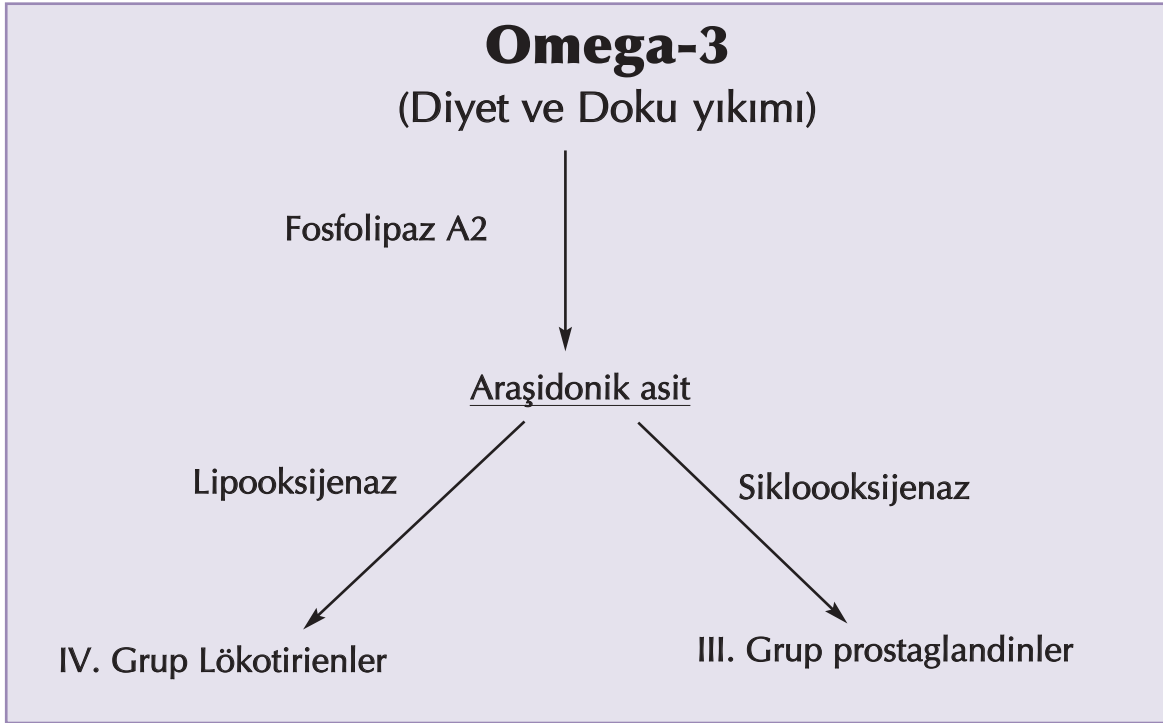 Omega-3
(Diyet ve Doku yıkımı)
Fosfolipaz A2
Araşidonik asit
Lipooksijenaz
Sikloooksijenaz
IV. Grup Lökotirienler
III. Grup prostaglandinler